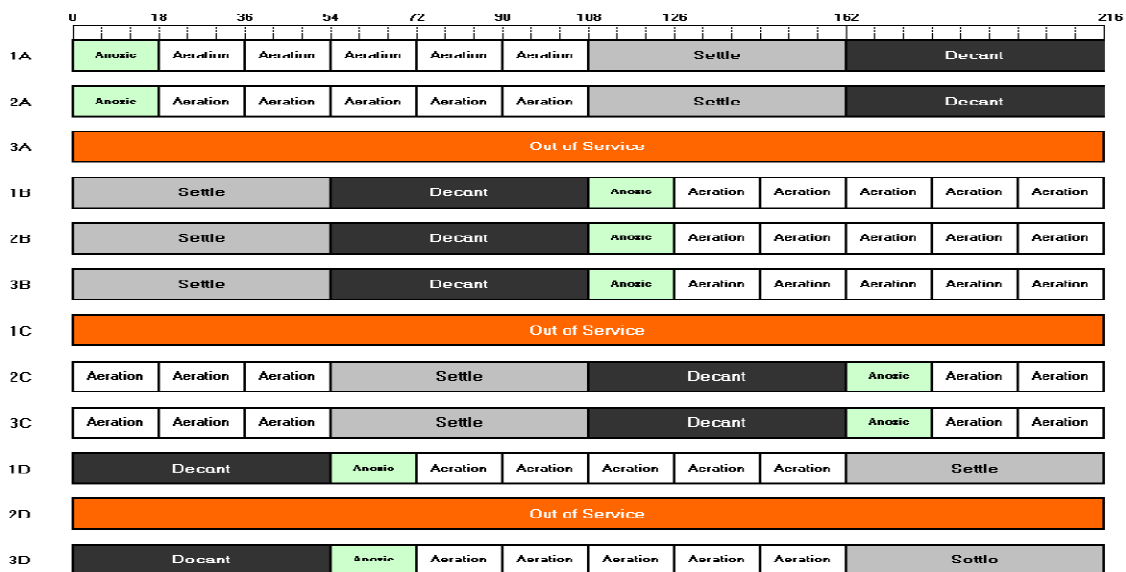 0 18 36 54 72 90 108 126 162 216
1A Anoxic Aeration Aeration Aeration Aeration Aeration Settle Decant
2A Anoxic Aeration Aeration Aeration Aeration Aeration Settle Decant
3A Out of Service
1B Settle Decant Anoxic Aeration Aeration Aeration Aeration Aeration
2B Settle Decant Anoxic Aeration Aeration Aeration Aeration Aeration
3B Settle Decant Anoxic Aeration Aeration Aeration Aeration Aeration
1C Out of Service
2C Aeration Aeration Aeration Settle Decant Anoxic Aeration Aeration
3C Aeration Aeration Aeration Settle Decant Anoxic Aeration Aeration
1D Decant Anoxic Aeration Aeration Aeration Aeration Aeration Settle
2D Out of Service
3D Decant Anoxic Aeration Aeration Aeration Aeration Aeration Settle